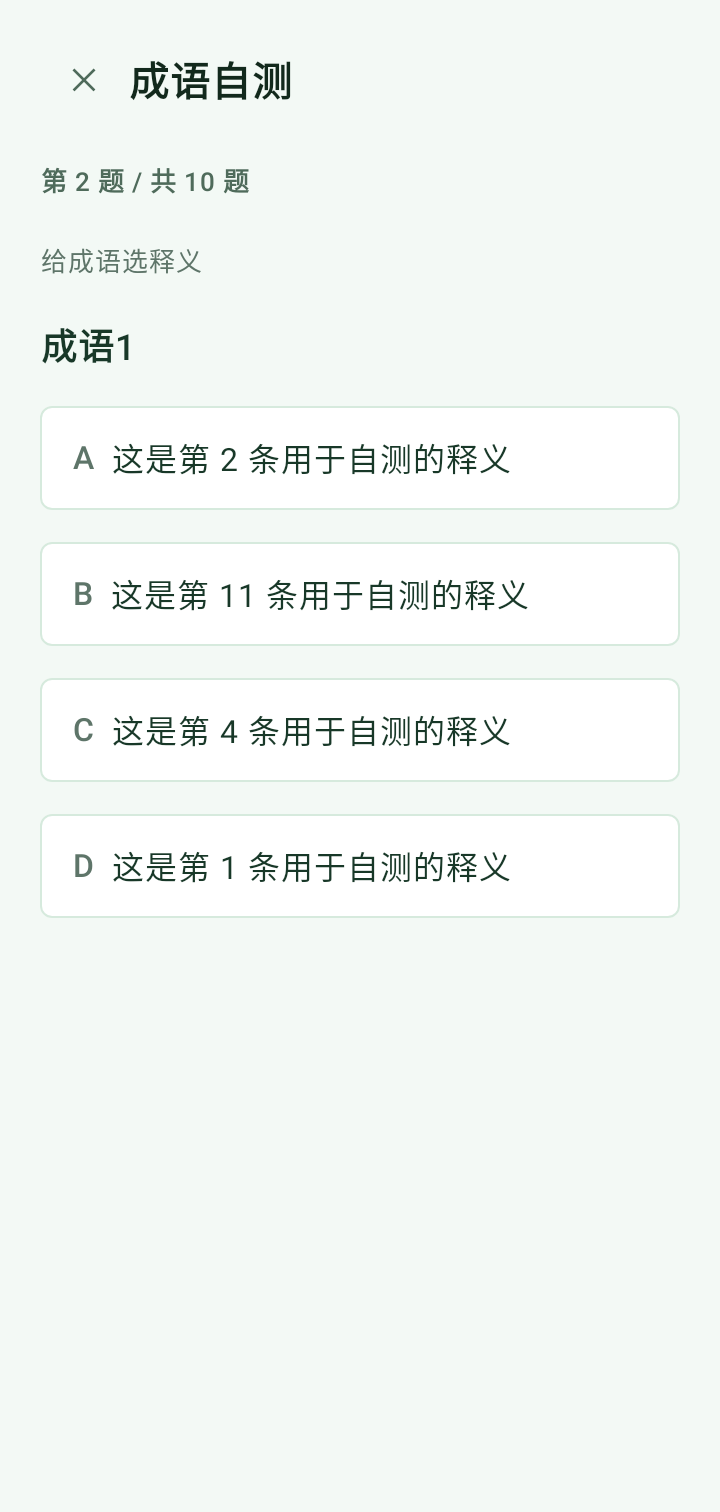 成语自测
第 2 题 / 共 10 题
给成语选释义
成语1
A 这是第 2 条用于自测的释义
B 这是第 11 条用于自测的释义
C 这是第 4 条用于自测的释义
D 这是第 1 条用于自测的释义